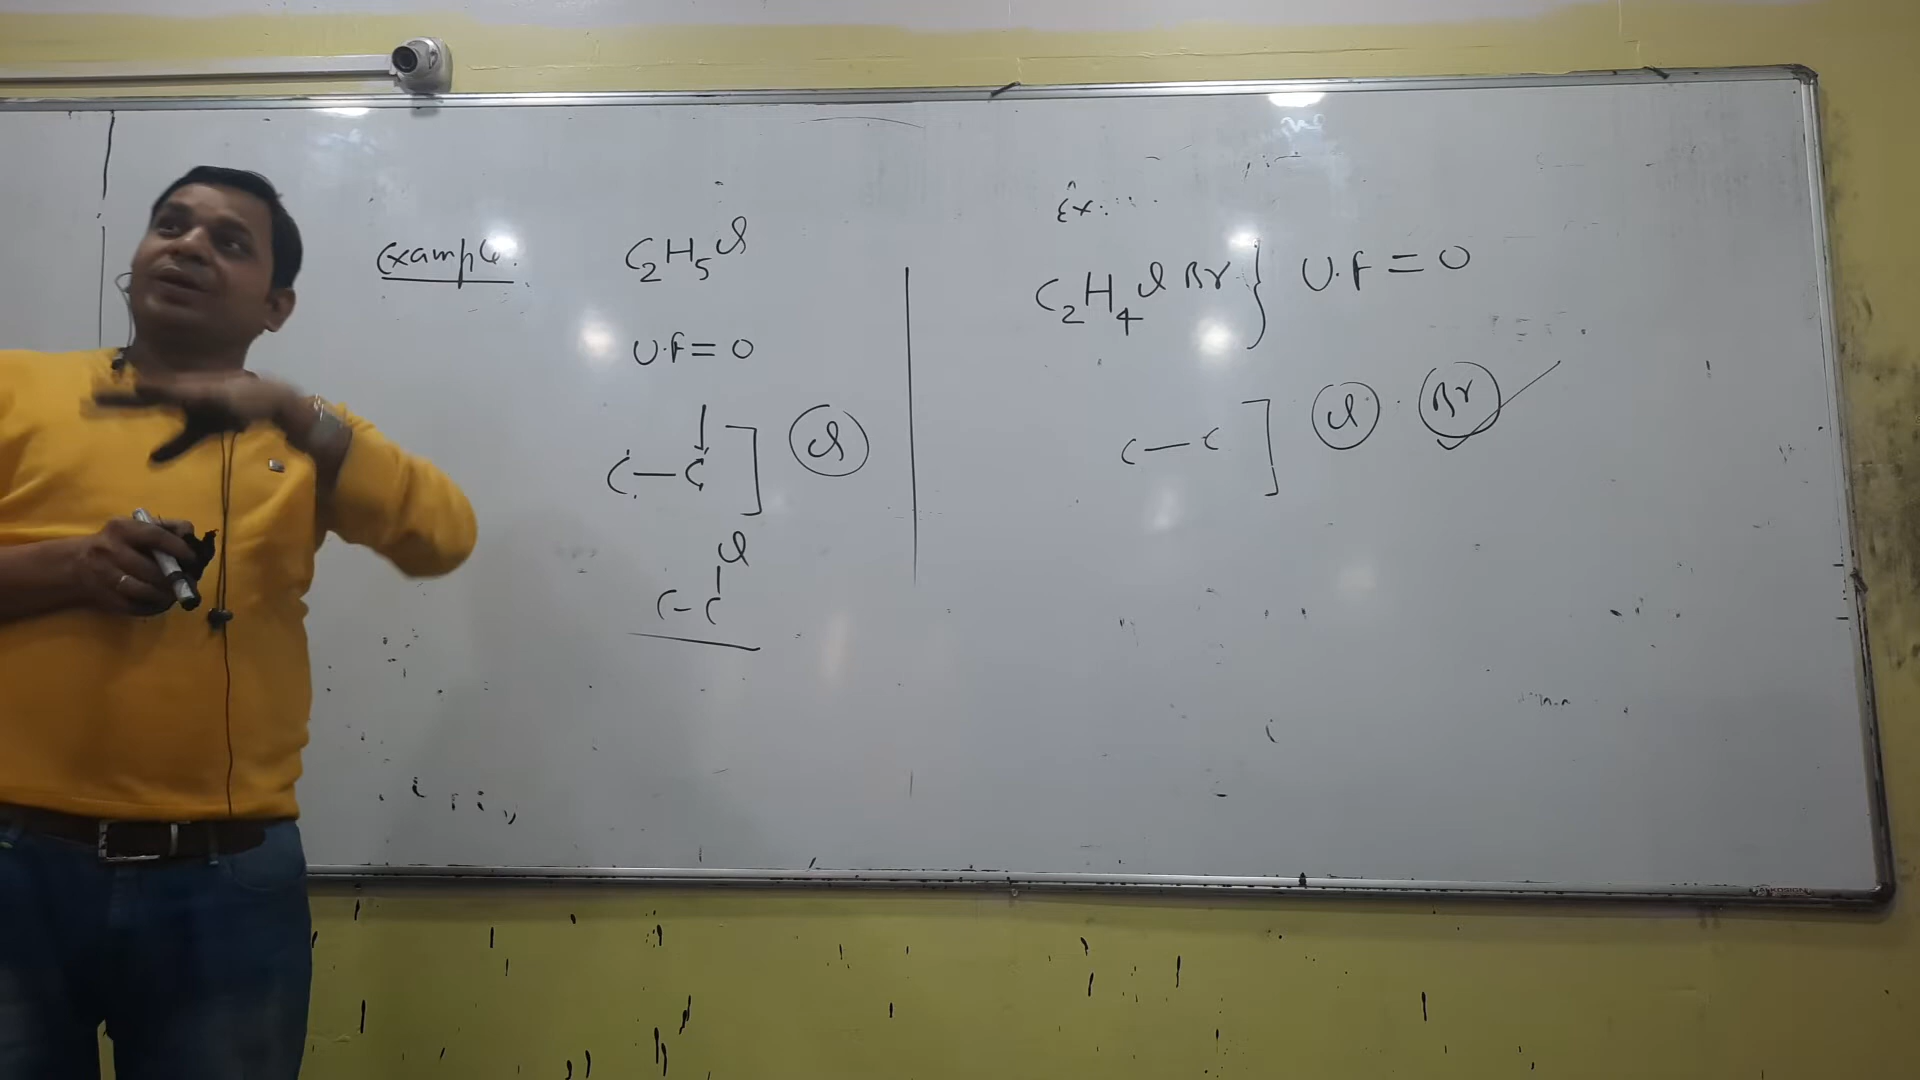 Example.
C2H5Cl
U.F = 0
C — C ] Cl
Cl
C - C
Ex.
C2H4ClBr } U.F = 0
C — C ] Cl Br